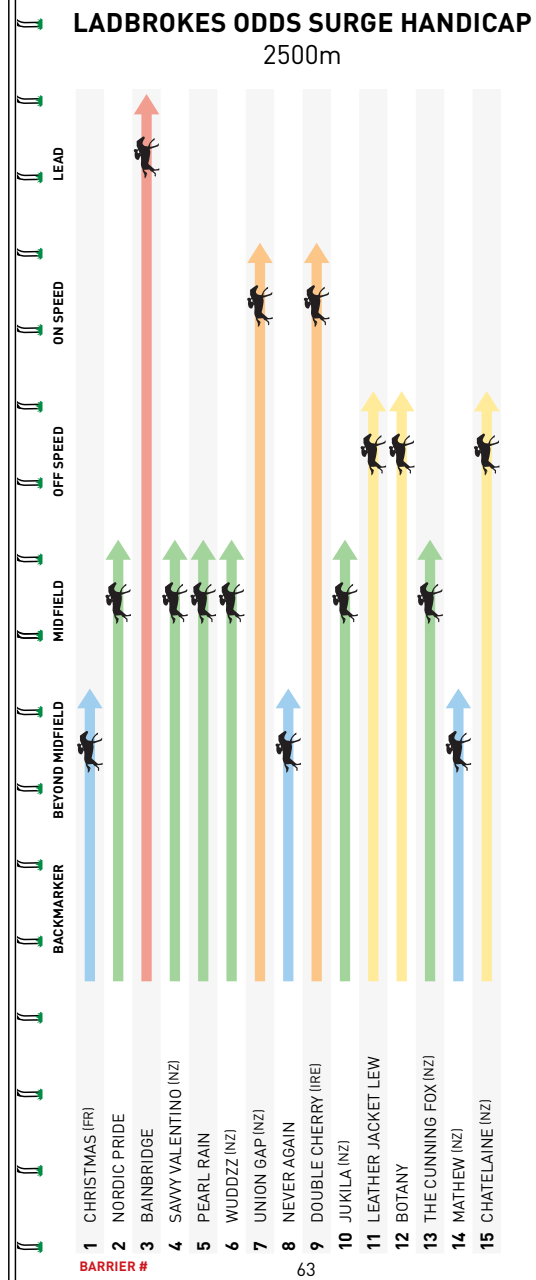 LADBROKES ODDS SURGE HANDICAP
2500m
LEAD
ON SPEED
OFF SPEED
MIDFIELD
BEYOND MIDFIELD
BACKMARKER
1 CHRISTMAS (FR)
2 NORDIC PRIDE
3 BAINBRIDGE
4 SAVVY VALENTINO (NZ)
5 PEARL RAIN
6 WUDDZZ (NZ)
7 UNION GAP (NZ)
8 NEVER AGAIN
9 DOUBLE CHERRY (IRE)
10 JUKILA (NZ)
11 LEATHER JACKET LEW
12 BOTANY
13 THE CUNNING FOX (NZ)
14 MATHEW (NZ)
15 CHATELAINE (NZ)
BARRIER #
63